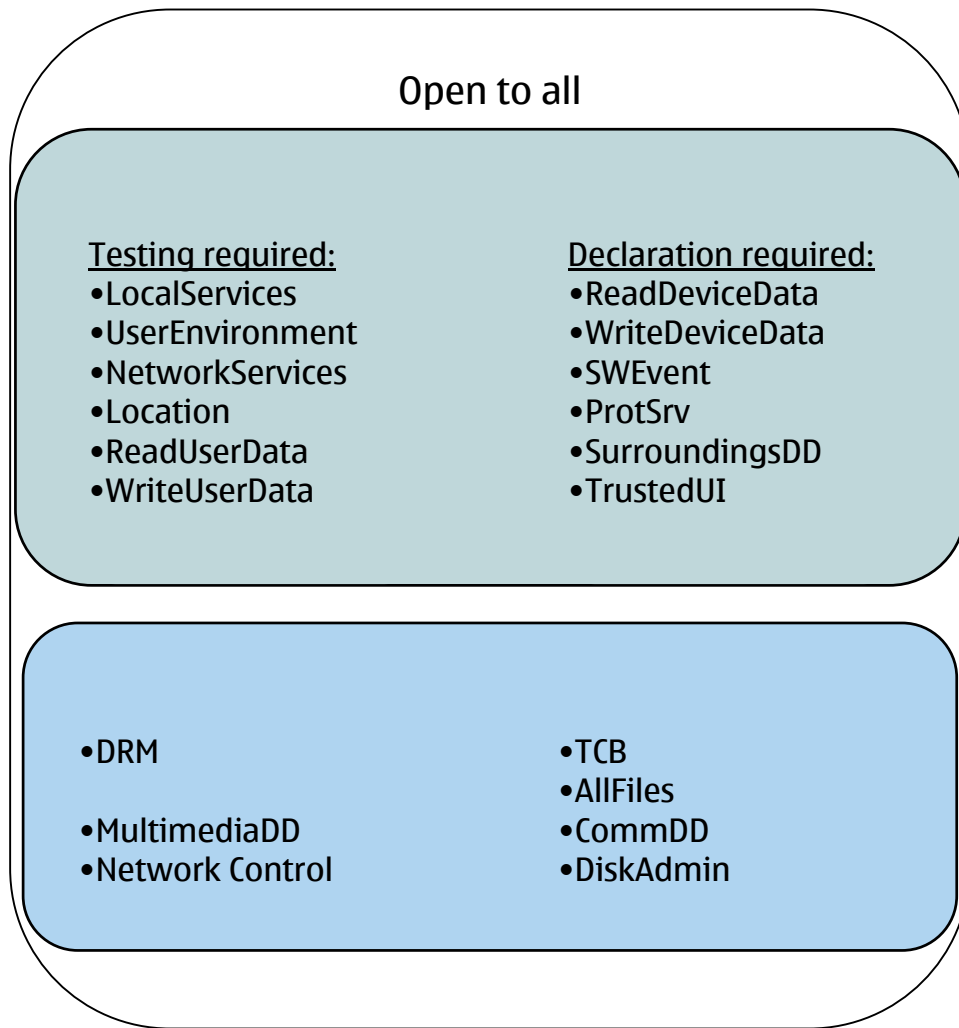 Open to all
Testing required:
•LocalServices
•UserEnvironment
•NetworkServices
•Location
•ReadUserData
•WriteUserData
Declaration required:
•ReadDeviceData
•WriteDeviceData
•SWEvent
•ProtSrv
•SurroundingsDD
•TrustedUI
•DRM
•MultimediaDD
•Network Control
•TCB
•AllFiles
•CommDD
•DiskAdmin